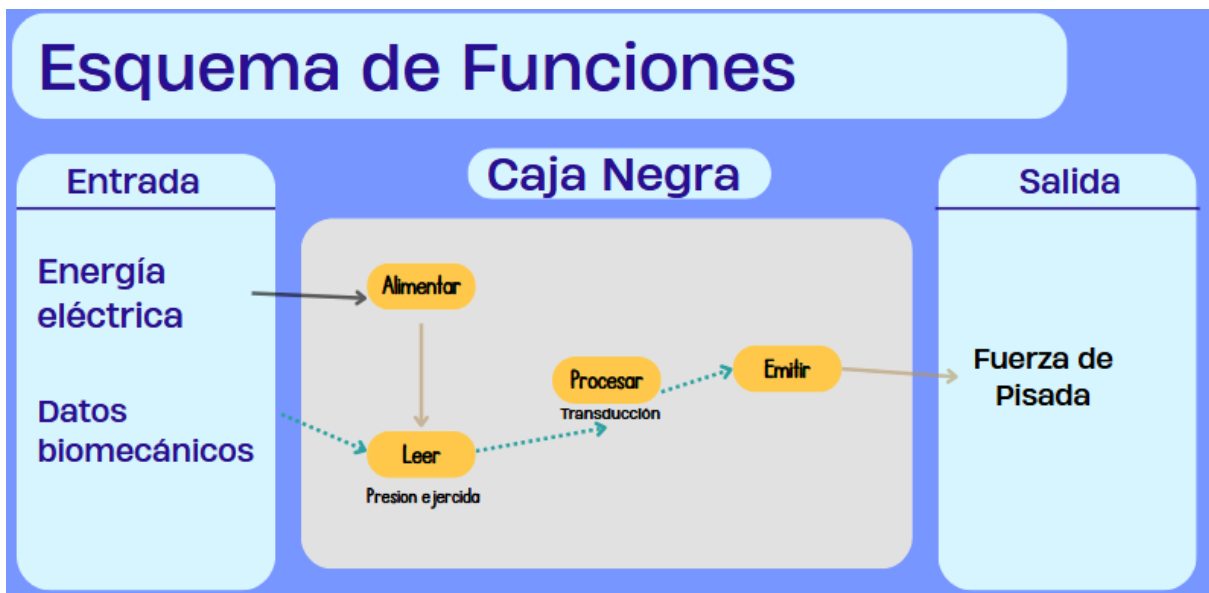 Esquema de Funciones
Entrada
Caja Negra
Salida
Energía
eléctrica
Datos
biomecánicos
Alimentar
Leer
Presion ejercida
Procesar
Transducción
Emitir
Fuerza de
Pisada